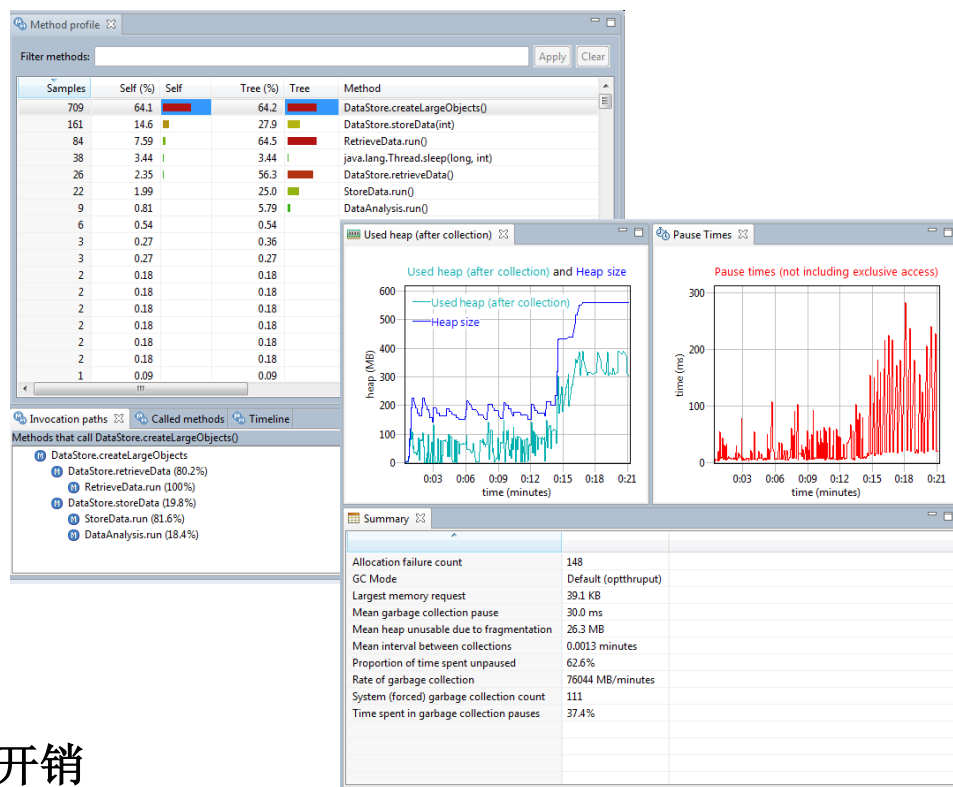 Method profile
Filter methods: Apply Clear
Samples Self (%) Self Tree (%) Tree Method
709 64.1 64.2 DataStore.createLargeObjects()
161 14.6 27.9 DataStore.storeData(int)
84 7.59 64.5 RetrieveData.run()
38 3.44 3.44 java.lang.Thread.sleep(long, int)
26 2.35 56.3 DataStore.retrieveData()
22 1.99 25.0 StoreData.run()
9 0.81 5.79 DataAnalysis.run()
6 0.54 0.54
3 0.27 0.36
3 0.27 0.27
2 0.18 0.18
2 0.18 0.18
2 0.18 0.18
2 0.18 0.18
2 0.18 0.18
2 0.18 0.18
1 0.09 0.09
Invocation paths Called methods Timeline
Methods that call DataStore.createLargeObjects()
DataStore.createLargeObjects
DataStore.retrieveData (80.2%)
RetrieveData.run (100%)
DataStore.storeData (19.8%)
StoreData.run (81.6%)
DataAnalysis.run (18.4%)
Used heap (after collection)
Used heap (after collection) and Heap size
Used heap (after collection)
Heap size
heap (MB)
600
500
400
300
200
100
0
0:03 0:06 0:09 0:12 0:15 0:18 0:21
time (minutes)
Pause Times
Pause times (not including exclusive access)
time (ms)
300
200
100
0
0:03 0:06 0:09 0:12 0:15 0:18 0:21
time (minutes)
Summary
Allocation failure count 148
GC Mode Default (optthruput)
Largest memory request 39.1 KB
Mean garbage collection pause 30.0 ms
Mean heap unusable due to fragmentation 26.3 MB
Mean interval between collections 0.0013 minutes
Proportion of time spent unpaused 62.6%
Rate of garbage collection 76044 MB/minutes
System (forced) garbage collection count 111
Time spent in garbage collection pauses 37.4%
开销